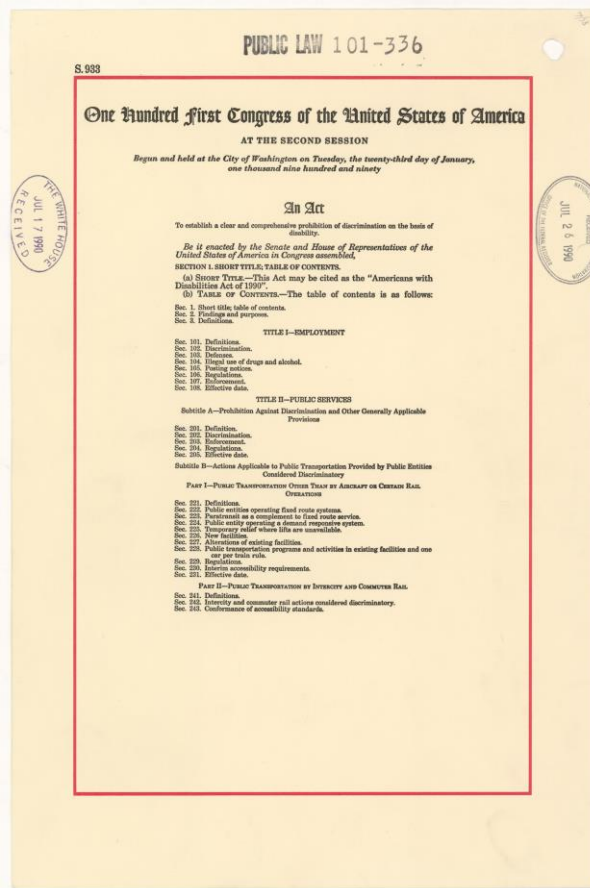 PUBLIC LAW 101-336
S. 933
One Hundred First Congress of the United States of America
AT THE SECOND SESSION
Begun and held at the City of Washington on Tuesday, the twenty-third day of January,
one thousand nine hundred and ninety
An Act
To establish a clear and comprehensive prohibition of discrimination on the basis of
disability.
Be it enacted by the Senate and House of Representatives of the
United States of America in Congress assembled,
SECTION 1. SHORT TITLE; TABLE OF CONTENTS.
(a) SHORT TITLE.—This Act may be cited as the "Americans with
Disabilities Act of 1990".
(b) TABLE OF CONTENTS.—The table of contents is as follows:
Sec. 1. Short title; table of contents.
Sec. 2. Findings and purposes.
Sec. 3. Definitions.
TITLE I—EMPLOYMENT
Sec. 101. Definitions.
Sec. 102. Discrimination.
Sec. 103. Defenses.
Sec. 104. Illegal use of drugs and alcohol.
Sec. 105. Posting notices.
Sec. 106. Regulations.
Sec. 107. Enforcement.
Sec. 108. Effective date.
TITLE II—PUBLIC SERVICES
Subtitle A—Prohibition Against Discrimination and Other Generally Applicable
Provisions
Sec. 201. Definition.
Sec. 202. Discrimination.
Sec. 203. Enforcement.
Sec. 204. Regulations.
Sec. 205. Effective date.
Subtitle B—Actions Applicable to Public Transportation Provided by Public Entities
Considered Discriminatory
PART I—PUBLIC TRANSPORTATION OTHER THAN BY AIRCRAFT OR CERTAIN RAIL
OPERATIONS
Sec. 221. Definitions.
Sec. 222. Public entities operating fixed route systems.
Sec. 223. Paratransit as a complement to fixed route service.
Sec. 224. Public entity operating a demand responsive system.
Sec. 225. Temporary relief where lifts are unavailable.
Sec. 226. New facilities.
Sec. 227. Alterations of existing facilities.
Sec. 228. Public transportation programs and activities in existing facilities and one
car per train rule.
Sec. 229. Regulations.
Sec. 230. Interim accessibility requirements.
Sec. 231. Effective date.
PART II—PUBLIC TRANSPORTATION BY INTERCITY AND COMMUTER RAIL
Sec. 241. Definitions.
Sec. 242. Intercity and commuter rail actions considered discriminatory.
Sec. 243. Conformance of accessibility standards.
THE WHITE HOUSE
JUL 17 1990
RECEIVED
JUL 26 1990